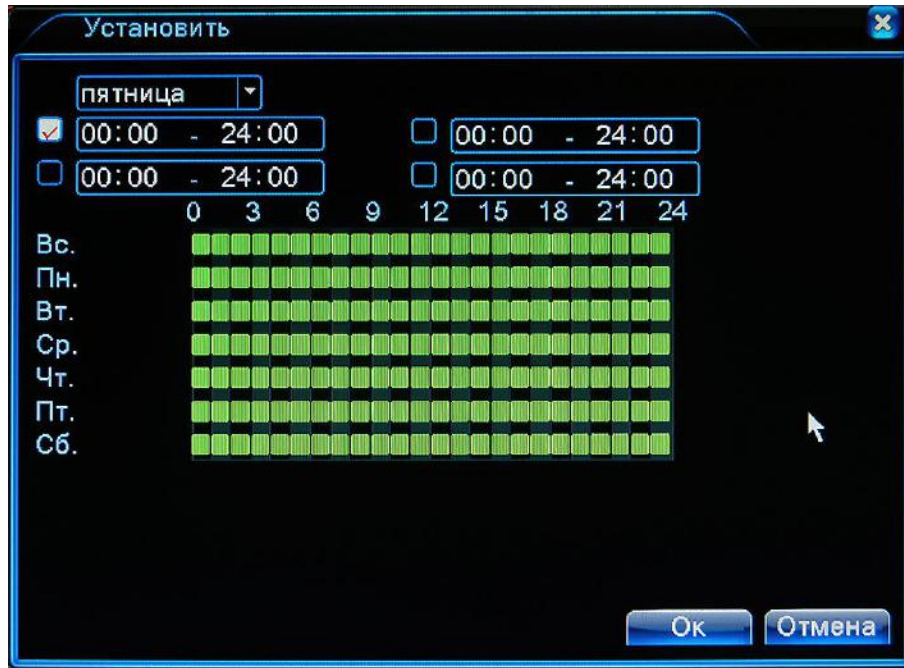 Установить
пятница
00:00 - 24:00 00:00 - 24:00
00:00 - 24:00 00:00 - 24:00
0 3 6 9 12 15 18 21 24
Вс.
Пн.
Вт.
Ср.
Чт.
Пт.
Сб.
Ок Отмена